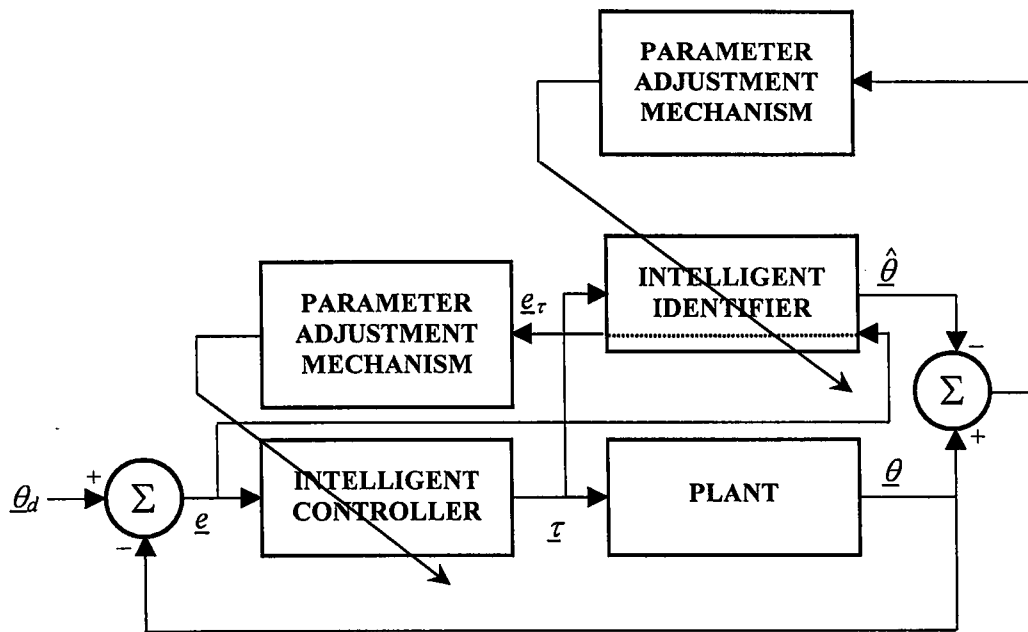 PARAMETER
ADJUSTMENT
MECHANISM
INTELLIGENT
IDENTIFIER
θ̂
PARAMETER
ADJUSTMENT
MECHANISM
e_τ
−
Σ
+
INTELLIGENT
CONTROLLER
PLANT
θ
θ_d
+
Σ
−
e
τ